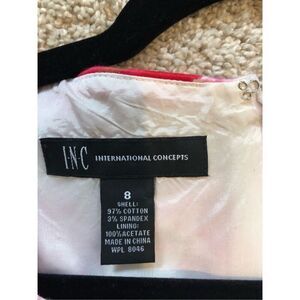 I·N·C INTERNATIONAL CONCEPTS
8
SHELL:
97% COTTON
3% SPANDEX
LINING:
100% ACETATE
MADE IN CHINA
WPL 8046